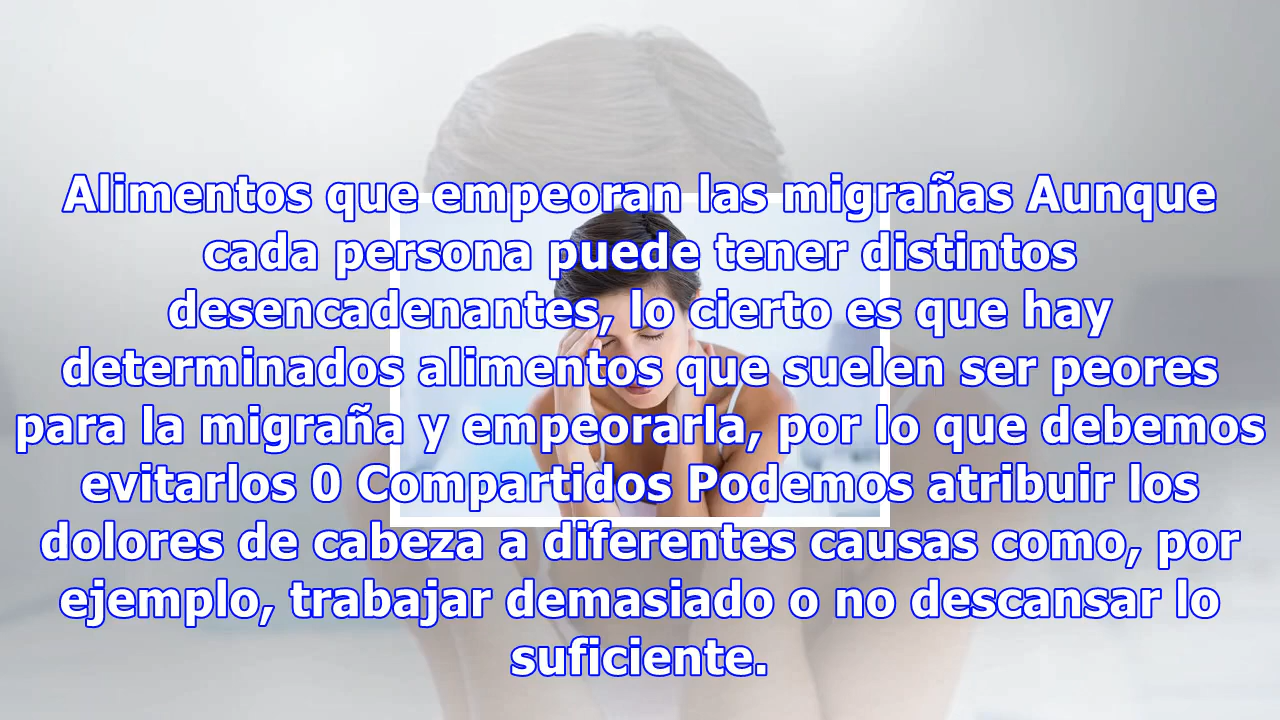 Alimentos que empeoran las migrañas Aunque
cada persona puede tener distintos
desencadenantes, lo cierto es que hay
determinados alimentos que suelen ser peores
para la migraña y empeorarla, por lo que debemos
evitarlos 0 Compartidos Podemos atribuir los
dolores de cabeza a diferentes causas como, por
ejemplo, trabajar demasiado o no descansar lo
suficiente.